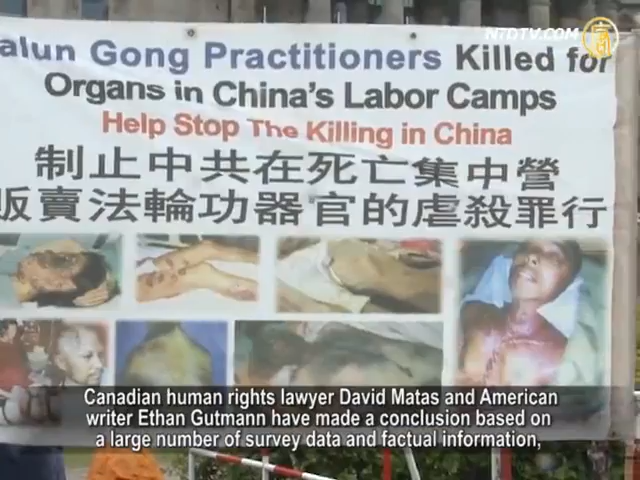 NTDTV.COM
alun Gong Practitioners Killed for
Organs in China's Labor Camps
Help Stop The Killing in China
制止中共在死亡集中營
販賣法輪功器官的虐殺罪行
Canadian human rights lawyer David Matas and American
writer Ethan Gutmann have made a conclusion based on
a large number of survey data and factual information,